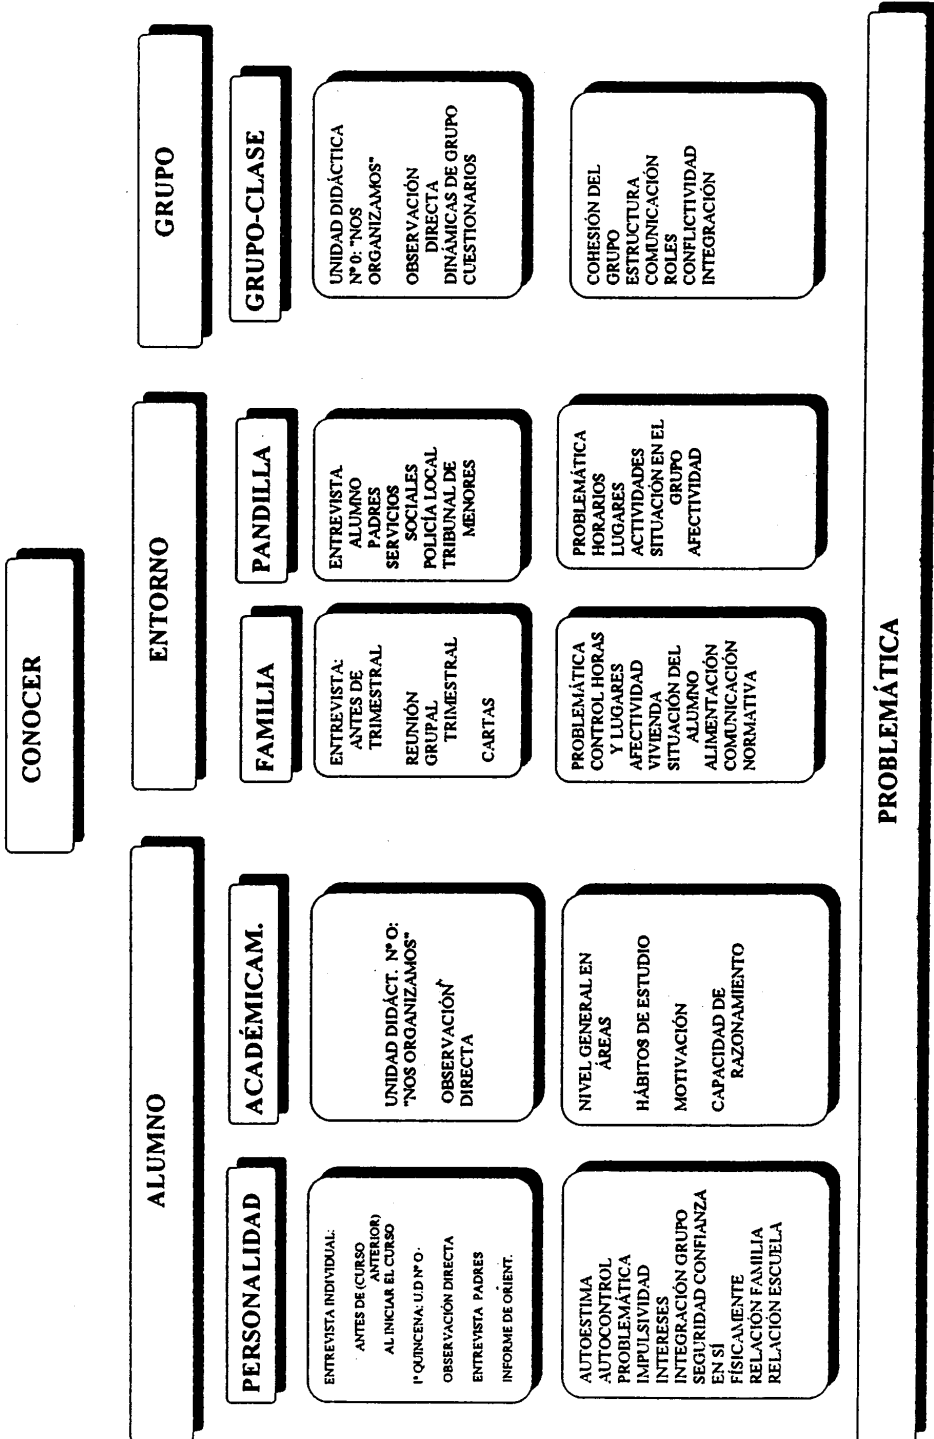 CONOCER
ALUMNO
ENTORNO
GRUPO
PERSONALIDAD
ACADÉMICAM.
FAMILIA
PANDILLA
GRUPO-CLASE
ENTREVISTA INDIVIDUAL:
ANTES DE (CURSO
ANTERIOR)
AL INICIAR EL CURSO
1ª QUINCENA: U.D Nº O
OBSERVACIÓN DIRECTA
ENTREVISTA PADRES
INFORME DE ORIENT.
UNIDAD DIDÁCT. Nº O:
"NOS ORGANIZAMOS"
OBSERVACIÓN
DIRECTA
ENTREVISTA:
ANTES DE
TRIMESTRAL
REUNIÓN
GRUPAL
TRIMESTRAL
CARTAS
ENTREVISTA
ALUMNO
PADRES
SERVICIOS
SOCIALES
POLICÍA LOCAL
TRIBUNAL DE
MENORES
UNIDAD DIDÁCTICA
Nº 0: "NOS
ORGANIZAMOS"
OBSERVACIÓN
DIRECTA
DINÁMICAS DE GRUPO
CUESTIONARIOS
AUTOESTIMA
AUTOCONTROL
PROBLEMÁTICA
IMPULSIVIDAD
INTERESES
INTEGRACIÓN GRUPO
SEGURIDAD CONFIANZA
EN SÍ
FÍSICAMENTE
RELACIÓN FAMILIA
RELACIÓN ESCUELA
NIVEL GENERAL EN
ÁREAS
HÁBITOS DE ESTUDIO
MOTIVACIÓN
CAPACIDAD DE
RAZONAMIENTO
PROBLEMÁTICA
CONTROL HORAS
Y LUGARES
AFECTIVIDAD
VIVIENDA
SITUACIÓN DEL
ALUMNO
ALIMENTACIÓN
COMUNICACIÓN
NORMATIVA
PROBLEMÁTICA
HORARIOS
LUGARES
ACTIVIDADES
SITUACIÓN EN EL
GRUPO
AFECTIVIDAD
COHESIÓN DEL
GRUPO
ESTRUCTURA
COMUNICACIÓN
ROLES
CONFLICTIVIDAD
INTEGRACIÓN
PROBLEMÁTICA